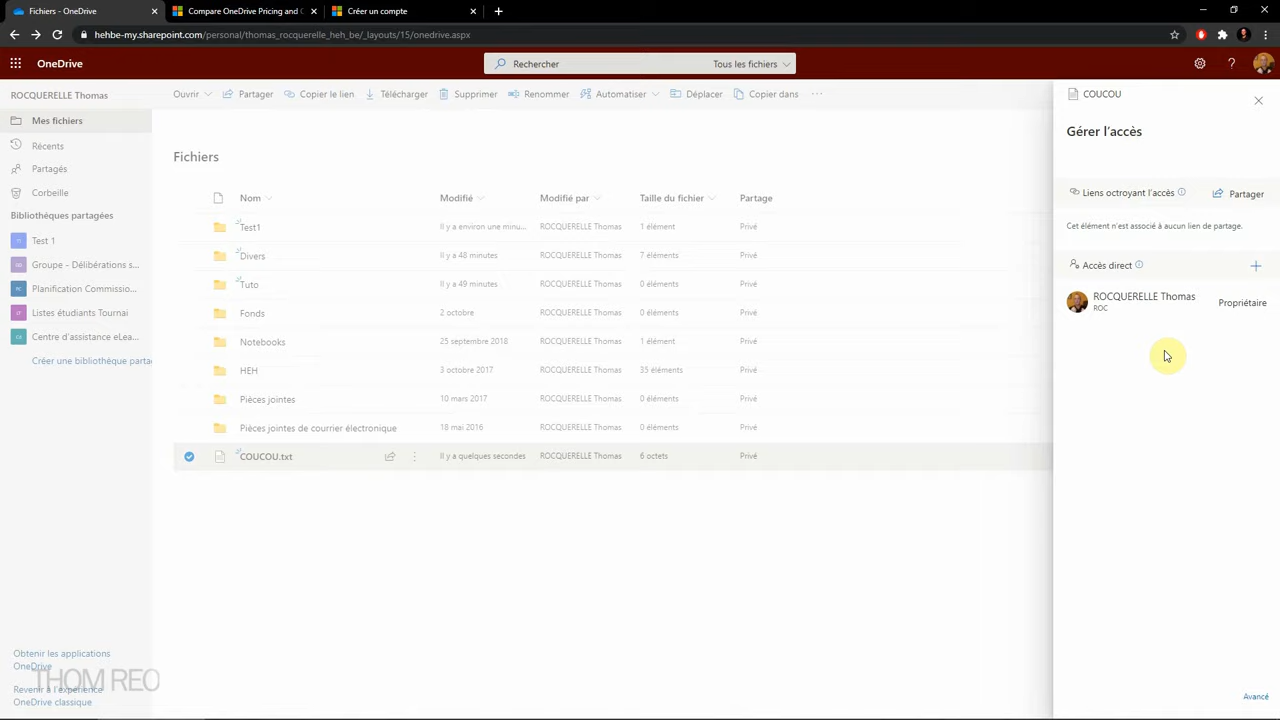 Fichiers - OneDrive
Compare OneDrive Pricing and C
Créer un compte
hehbe-my.sharepoint.com/personal/thomas_rocquerelle_heh_be/_layouts/15/onedrive.aspx
OneDrive
Rechercher
Tous les fichiers
ROCQUERELLE Thomas
Ouvrir
Partager
Copier le lien
Télécharger
Supprimer
Renommer
Automatiser
Déplacer
Copier dans
Mes fichiers
Récents
Partagés
Corbeille
Bibliothèques partagées
Test 1
Groupe - Délibérations s...
Planification Commissio...
Listes étudiants Tournai
Centre d'assistance eLea...
Créer une bibliothèque parta
Obtenir les applications
OneDrive
Revenir à l'expérience
OneDrive classique
THOM REO
Fichiers
Nom Modifié Modifié par Taille du fichier Partage
Test1 Il y a environ une minu... ROCQUERELLE Thomas 1 élément Privé
Divers Il y a 48 minutes ROCQUERELLE Thomas 7 éléments Privé
Tuto Il y a 49 minutes ROCQUERELLE Thomas 0 éléments Privé
Fonds 2 octobre ROCQUERELLE Thomas 0 éléments Privé
Notebooks 25 septembre 2018 ROCQUERELLE Thomas 1 élément Privé
HEH 3 octobre 2017 ROCQUERELLE Thomas 35 éléments Privé
Pièces jointes 10 mars 2017 ROCQUERELLE Thomas 0 éléments Privé
Pièces jointes de courrier électronique 18 mai 2016 ROCQUERELLE Thomas 0 éléments Privé
COUCOU.txt Il y a quelques secondes ROCQUERELLE Thomas 6 octets Privé
COUCOU
Gérer l'accès
Liens octroyant l'accès
Partager
Cet élément n'est associé à aucun lien de partage.
Accès direct
ROCQUERELLE Thomas
ROC
Propriétaire
Avancé